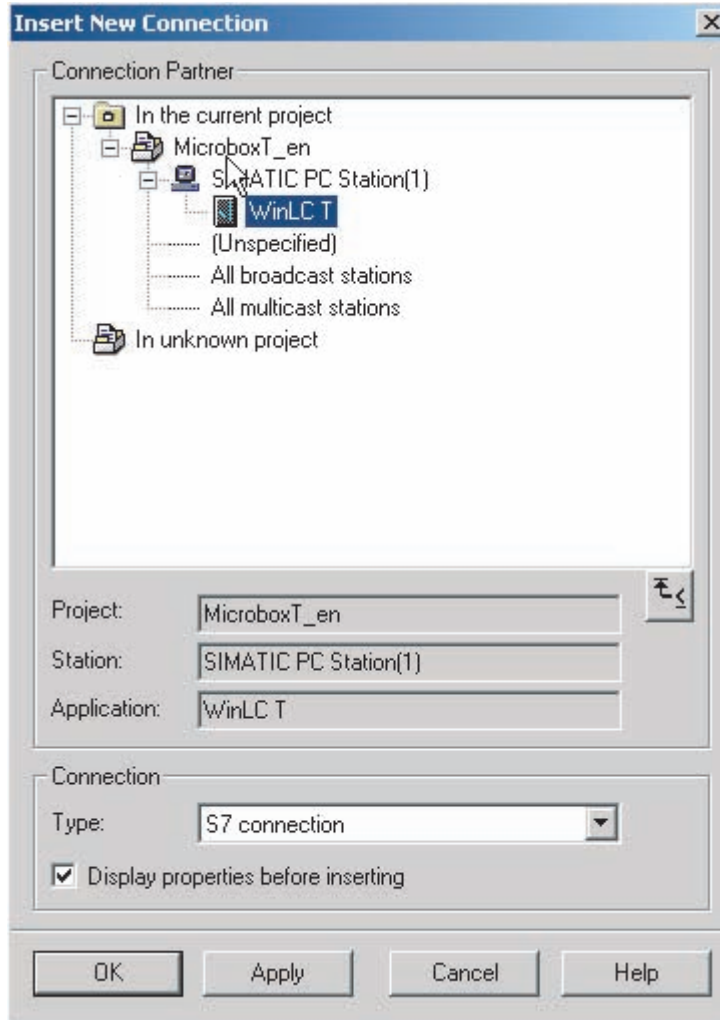 Insert New Connection
Connection Partner
In the current project
MicroboxT_en
SIMATIC PC Station(1)
WinLC T
(Unspecified)
All broadcast stations
All multicast stations
In unknown project
Project: MicroboxT_en
Station: SIMATIC PC Station(1)
Application: WinLC T
Connection
Type: S7 connection
Display properties before inserting
OK Apply Cancel Help